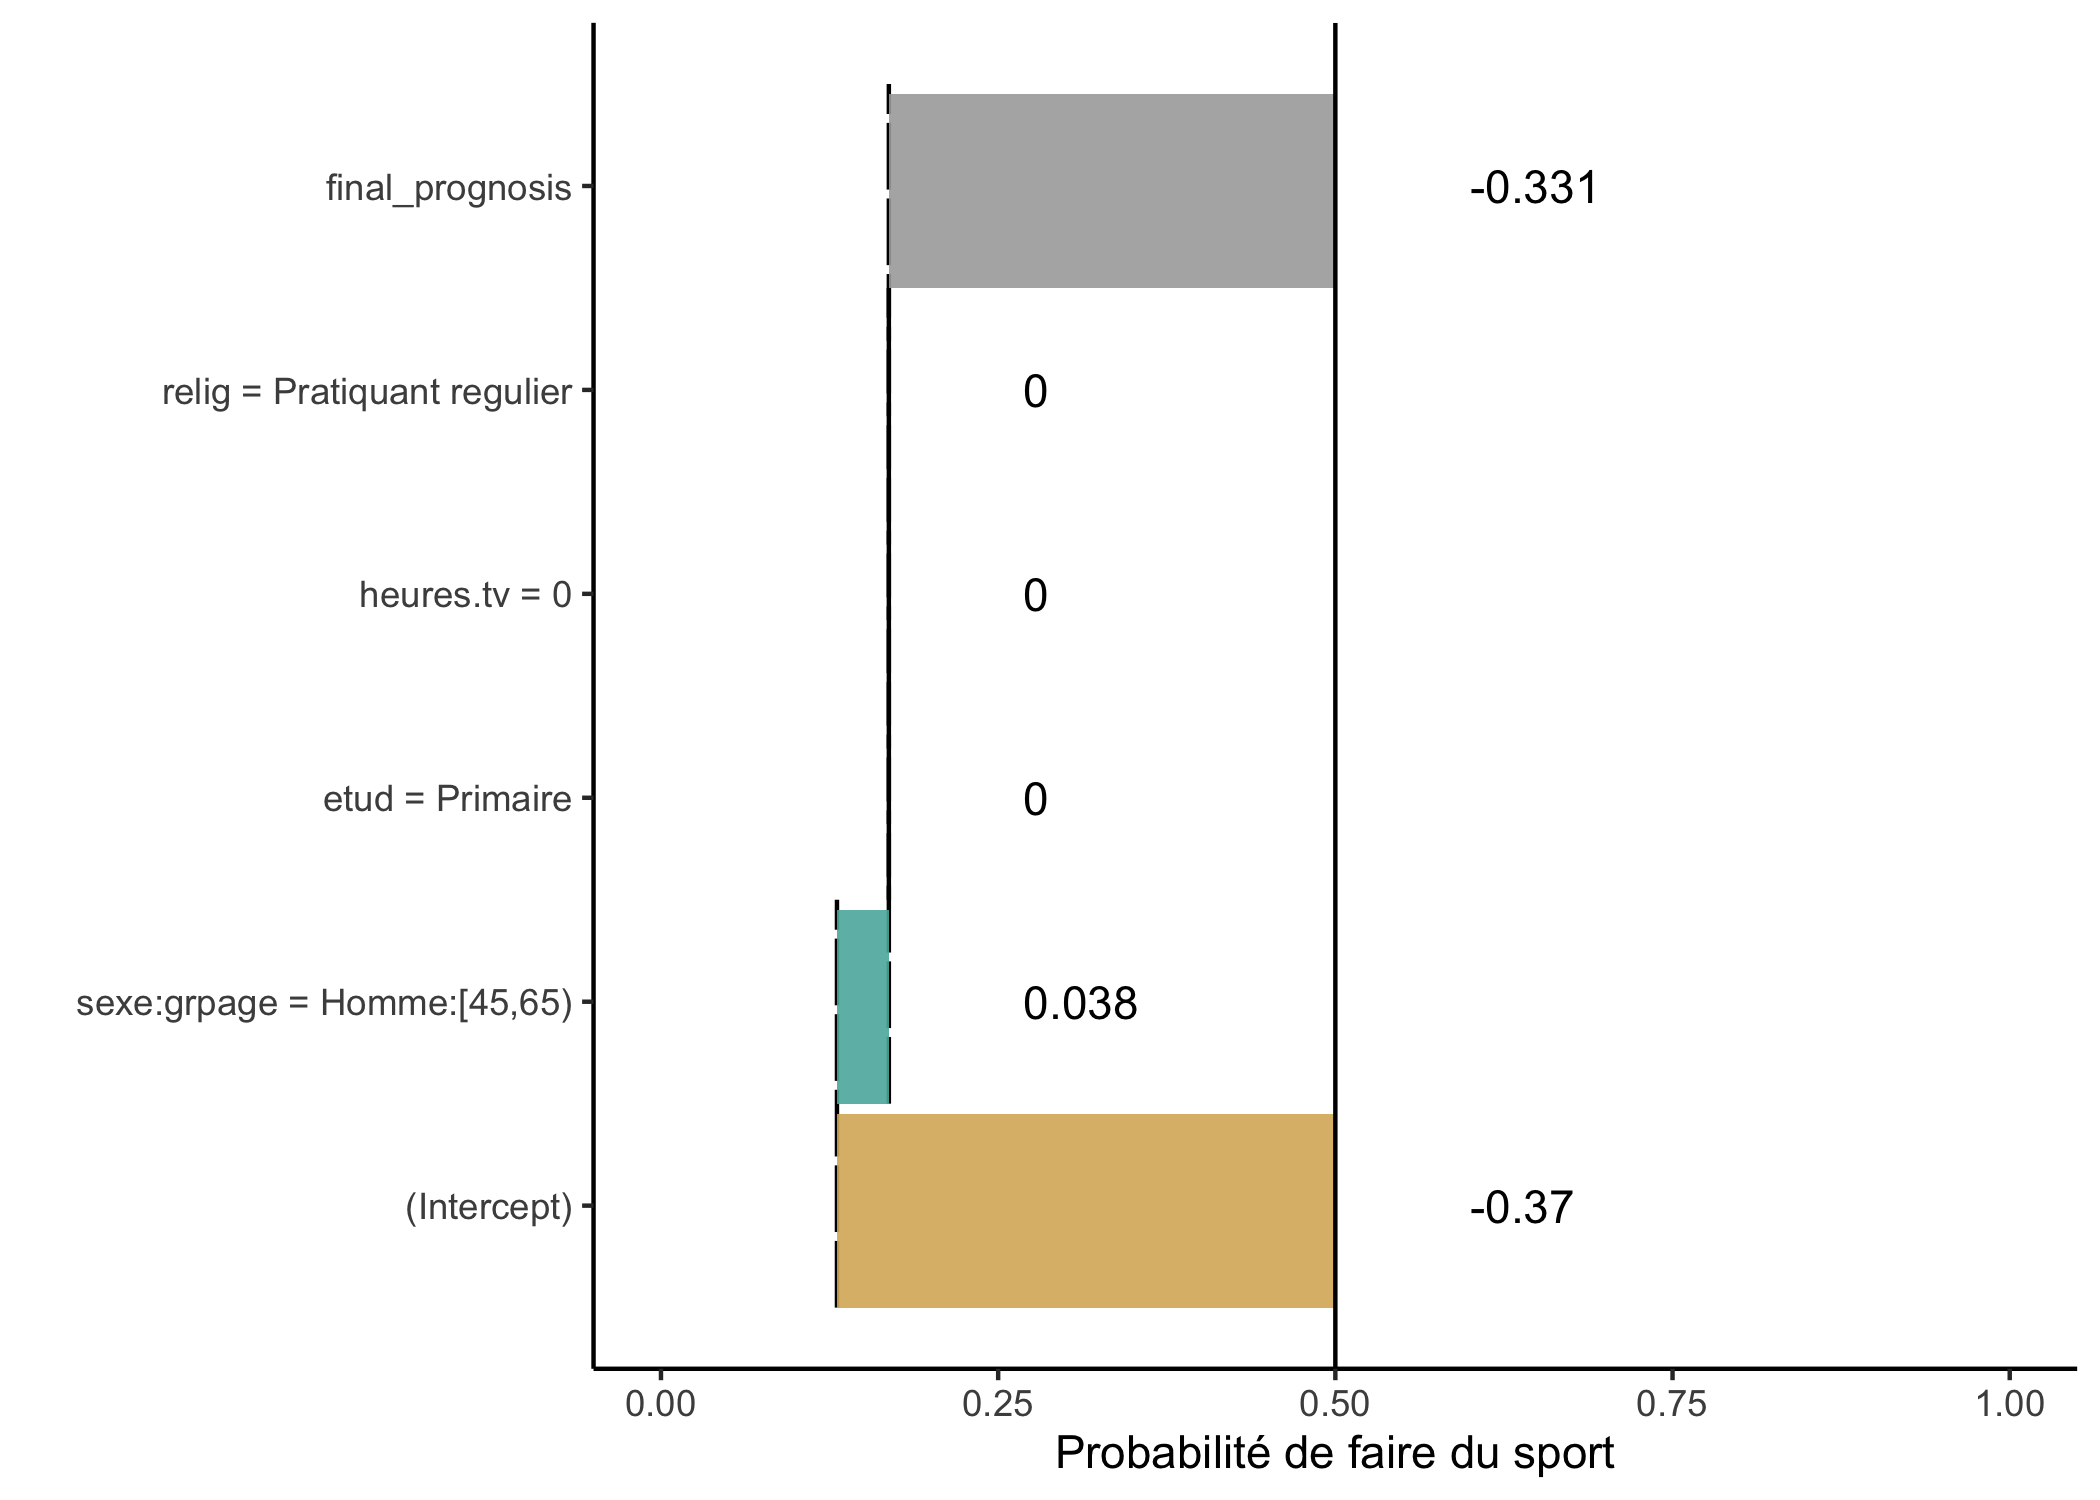 final_prognosis
-0.331
relig = Pratiquant regulier
0
heures.tv = 0
0
etud = Primaire
0
sexe:grpage = Homme:[45,65)
0.038
(Intercept)
-0.37
0.00 0.25 0.50 0.75 1.00
Probabilité de faire du sport